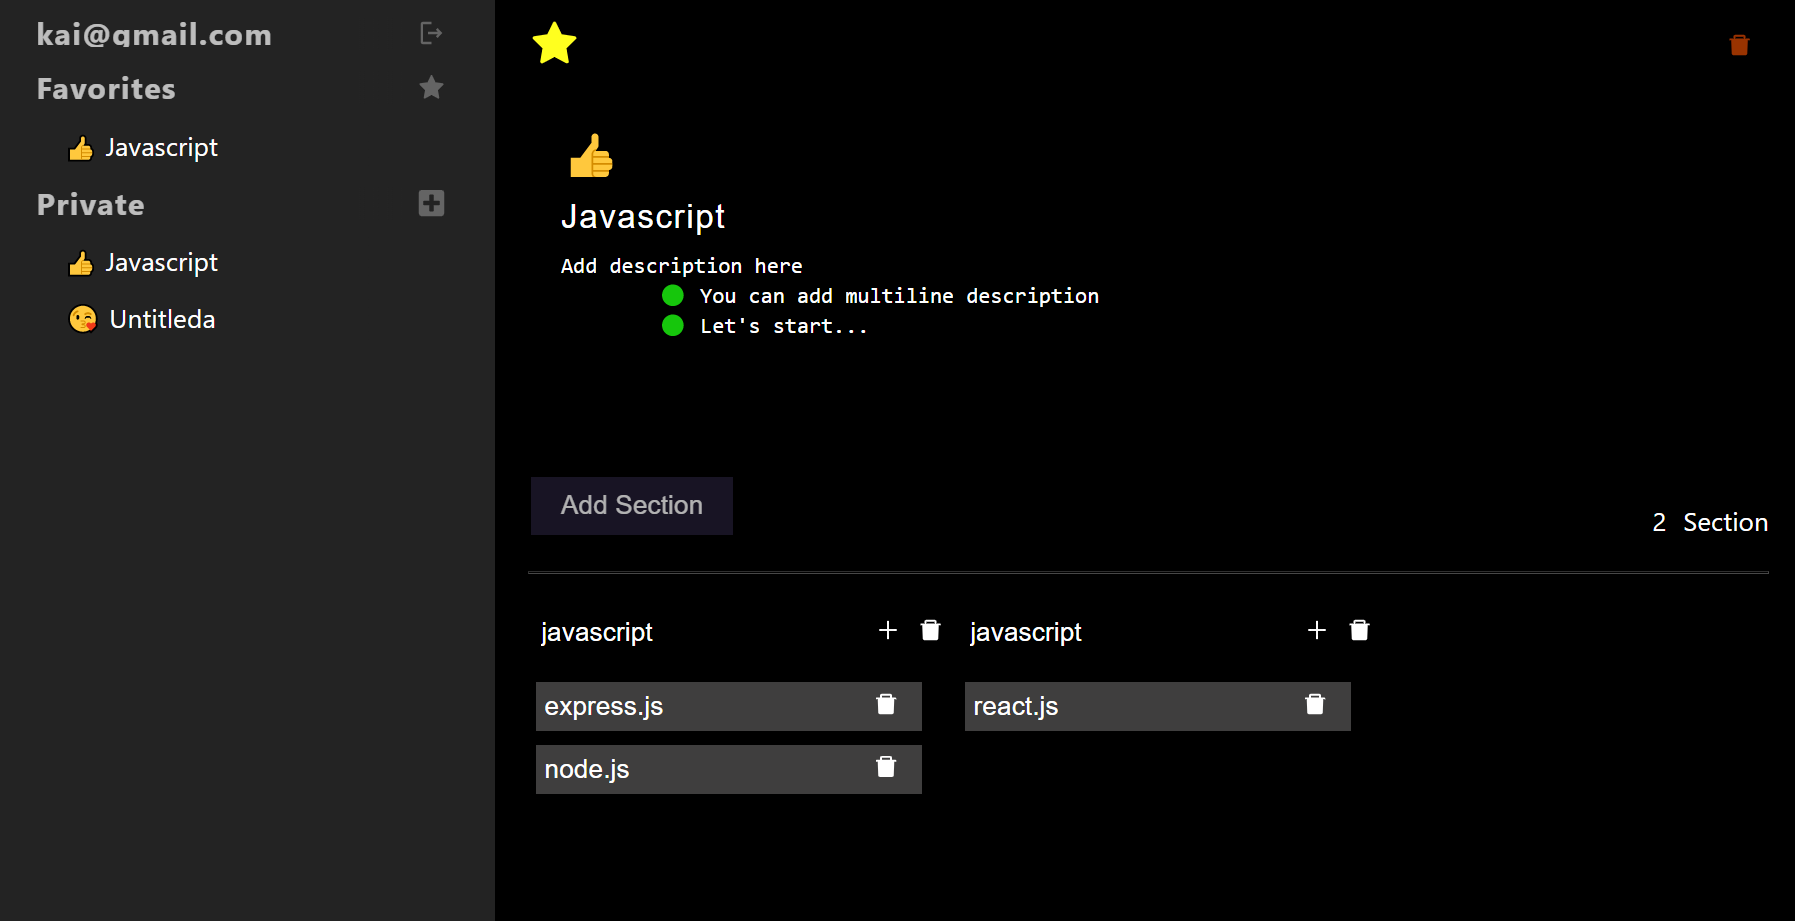 kai@gmail.com
Favorites
👍 Javascript
Private
👍 Javascript
😘 Untitleda
Javascript
Add description here
🟢 You can add multiline description
🟢 Let's start...
Add Section
2 Section
javascript
express.js
node.js
javascript
react.js